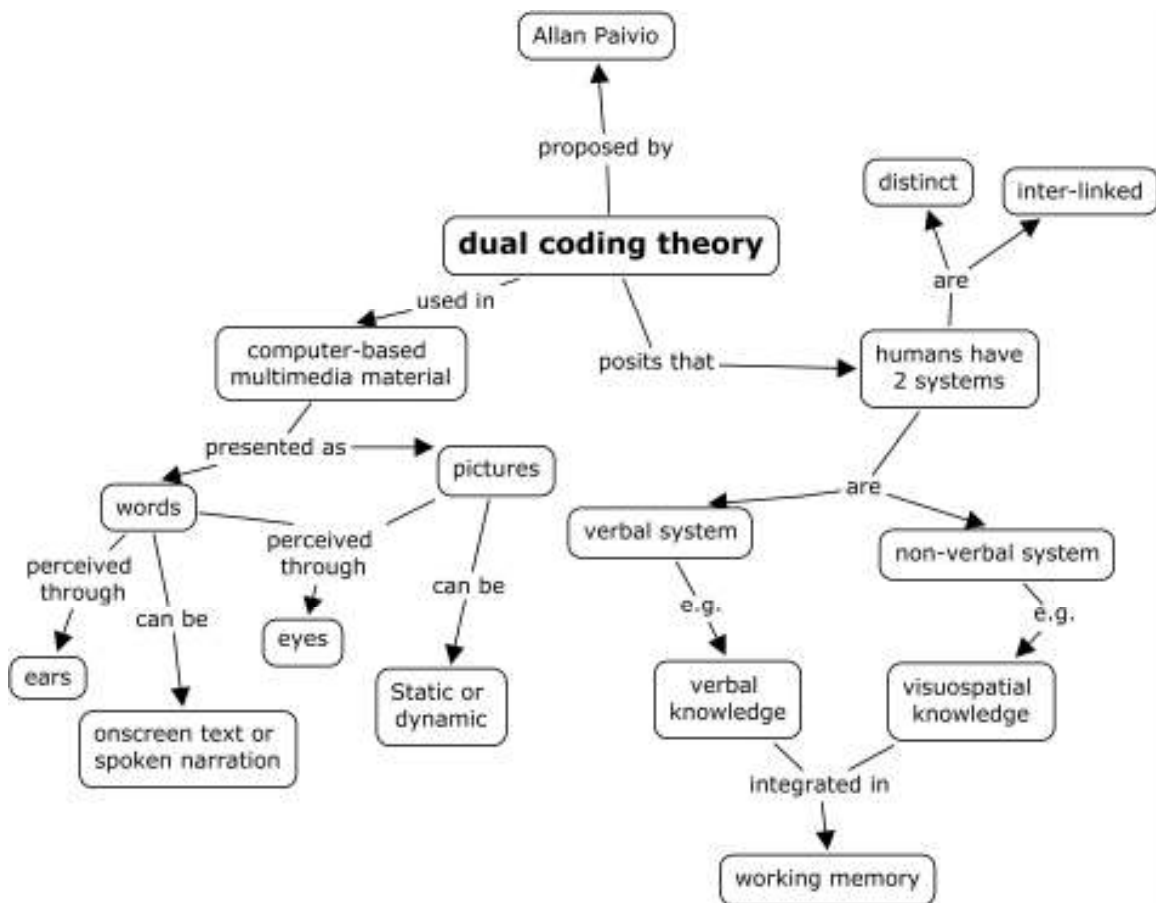 Allan Paivio
proposed by
distinct
inter-linked
dual coding theory
are
used in
computer-based
multimedia material
posits that
humans have
2 systems
presented as
pictures
words
are
verbal system
non-verbal system
perceived
through
perceived
through
can be
can be
e.g.
e.g.
eyes
ears
Static or
dynamic
verbal
knowledge
visuospatial
knowledge
onscreen text or
spoken narration
integrated in
working memory